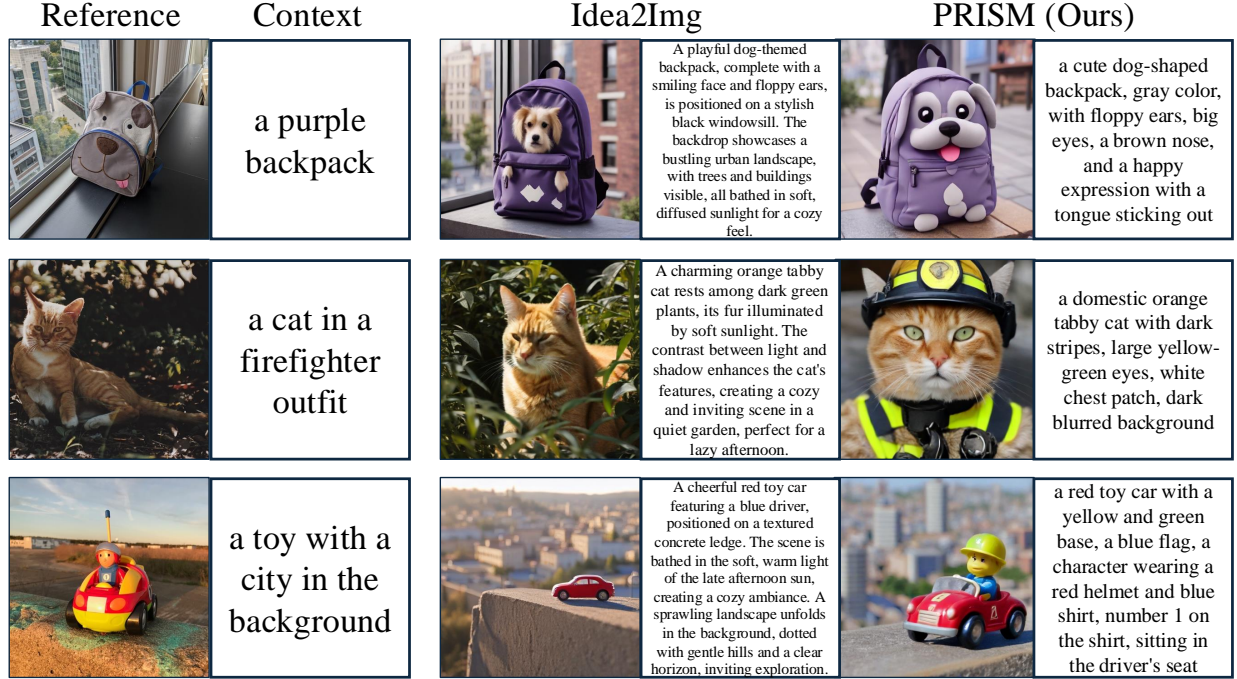 Reference
Context
Idea2Img
PRISM (Ours)
a purple
backpack
A playful dog-themed
backpack, complete with a
smiling face and floppy ears,
is positioned on a stylish
black windowsill. The
backdrop showcases a
bustling urban landscape,
with trees and buildings
visible, all bathed in soft,
diffused sunlight for a cozy
feel.
a cute dog-shaped
backpack, gray color,
with floppy ears, big
eyes, a brown nose,
and a happy
expression with a
tongue sticking out
a cat in a
firefighter
outfit
A charming orange tabby
cat rests among dark green
plants, its fur illuminated
by soft sunlight. The
contrast between light and
shadow enhances the cat's
features, creating a cozy
and inviting scene in a
quiet garden, perfect for a
lazy afternoon.
a domestic orange
tabby cat with dark
stripes, large yellow-
green eyes, white
chest patch, dark
blurred background
a toy with a
city in the
background
A cheerful red toy car
featuring a blue driver,
positioned on a textured
concrete ledge. The scene is
bathed in the soft, warm light
of the late afternoon sun,
creating a cozy ambiance. A
sprawling landscape unfolds
in the background, dotted
with gentle hills and a clear
horizon, inviting exploration.
a red toy car with a
yellow and green
base, a blue flag, a
character wearing a
red helmet and blue
shirt, number 1 on
the shirt, sitting in
the driver's seat